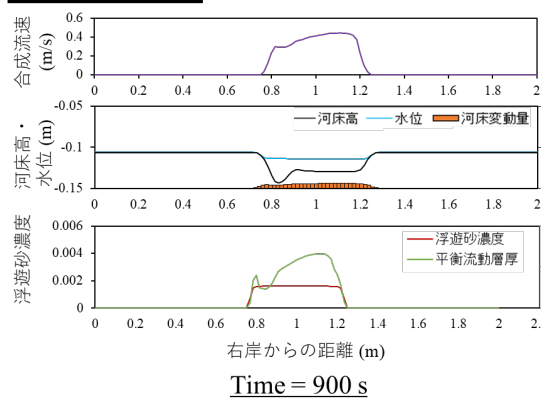 合成流速
(m/s)
0.6
0.4
0.2
0
0 0.2 0.4 0.6 0.8 1 1.2 1.4 1.6 1.8 2
河床高・
水位 (m)
-0.05
-0.1
-0.15
河床高 水位 河床変動量
0 0.2 0.4 0.6 0.8 1 1.2 1.4 1.6 1.8 2
浮遊砂濃度
0.006
0.004
0.002
0
浮遊砂濃度
平衡流動層厚
0 0.2 0.4 0.6 0.8 1 1.2 1.4 1.6 1.8 2.
右岸からの距離 (m)
Time = 900 s